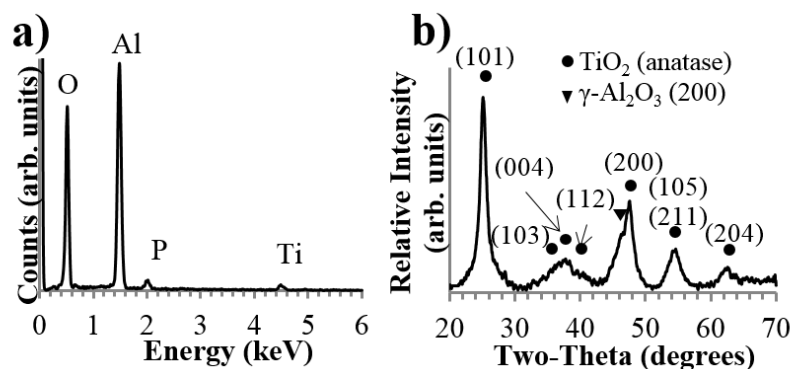 a)
Counts (arb. units)
O
Al
P
Ti
0 1 2 3 4 5 6
Energy (keV)
b)
Relative Intensity
(arb. units)
● TiO₂ (anatase)
▼ γ-Al₂O₃ (200)
(101)
(004)
(103)
(112)
(200)
(105)
(211)
(204)
20 30 40 50 60 70
Two-Theta (degrees)